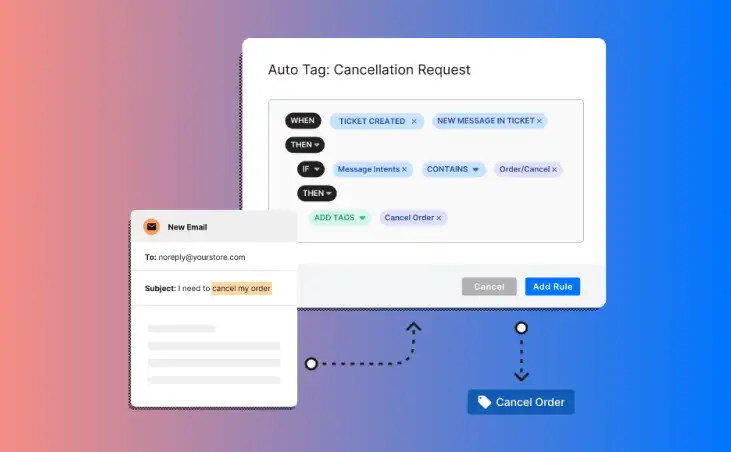 Auto Tag: Cancellation Request
WHEN TICKET CREATED × NEW MESSAGE IN TICKET ×
THEN
IF Message Intents × CONTAINS Order/Cancel ×
THEN
ADD TAGS Cancel Order ×
Cancel Add Rule
New Email
To: noreply@yourstore.com
Subject: I need to cancel my order
Cancel Order